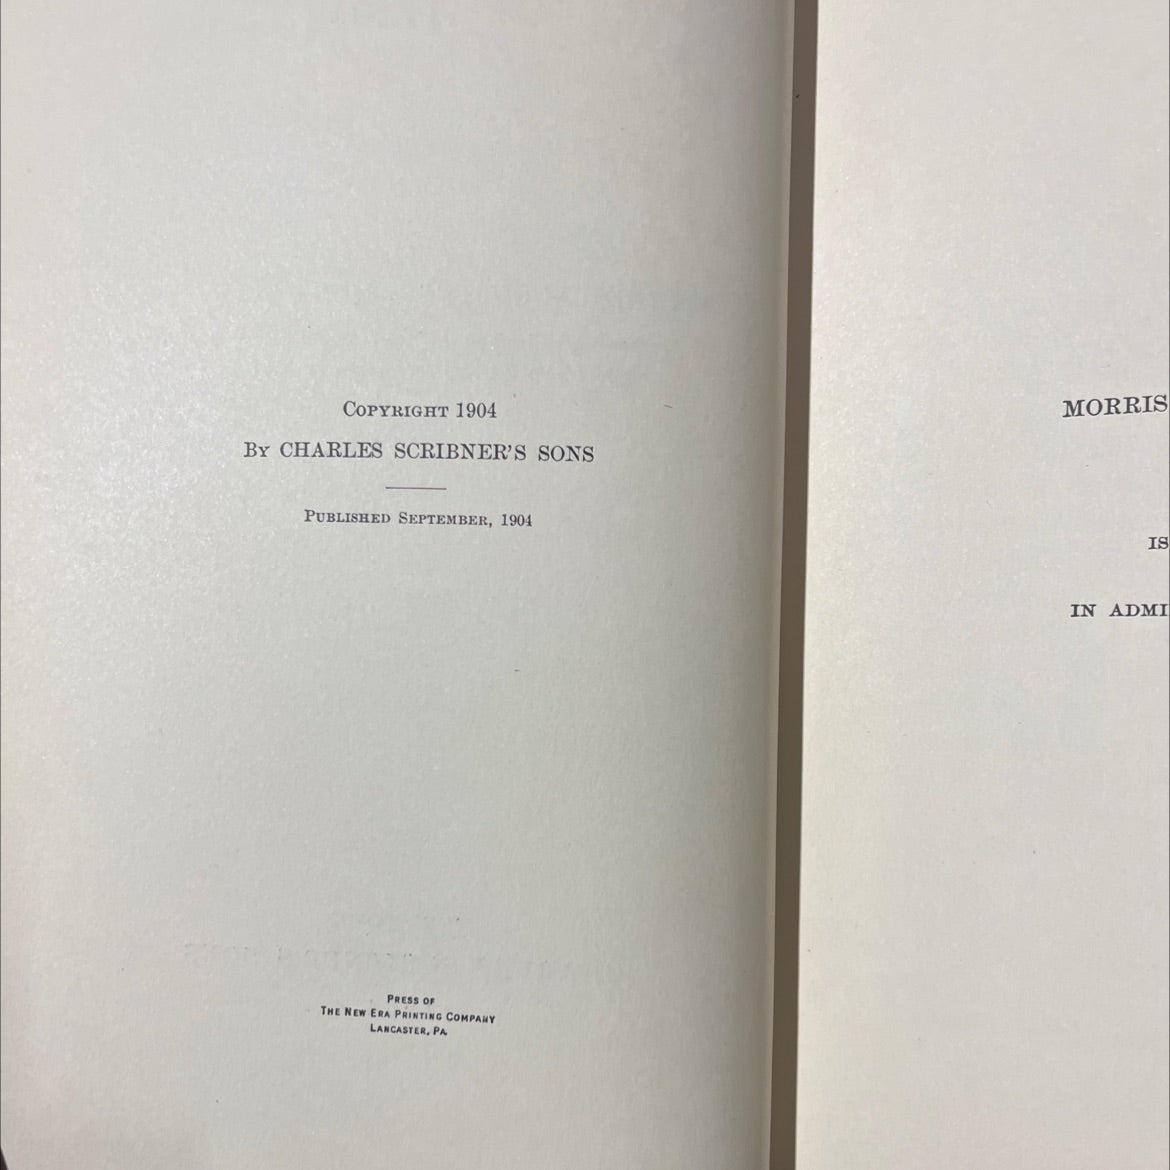 Copyright 1904
By CHARLES SCRIBNER'S SONS
Published September, 1904
Press of
The New Era Printing Company
Lancaster, Pa.
MORRIS
IS
IN ADMI